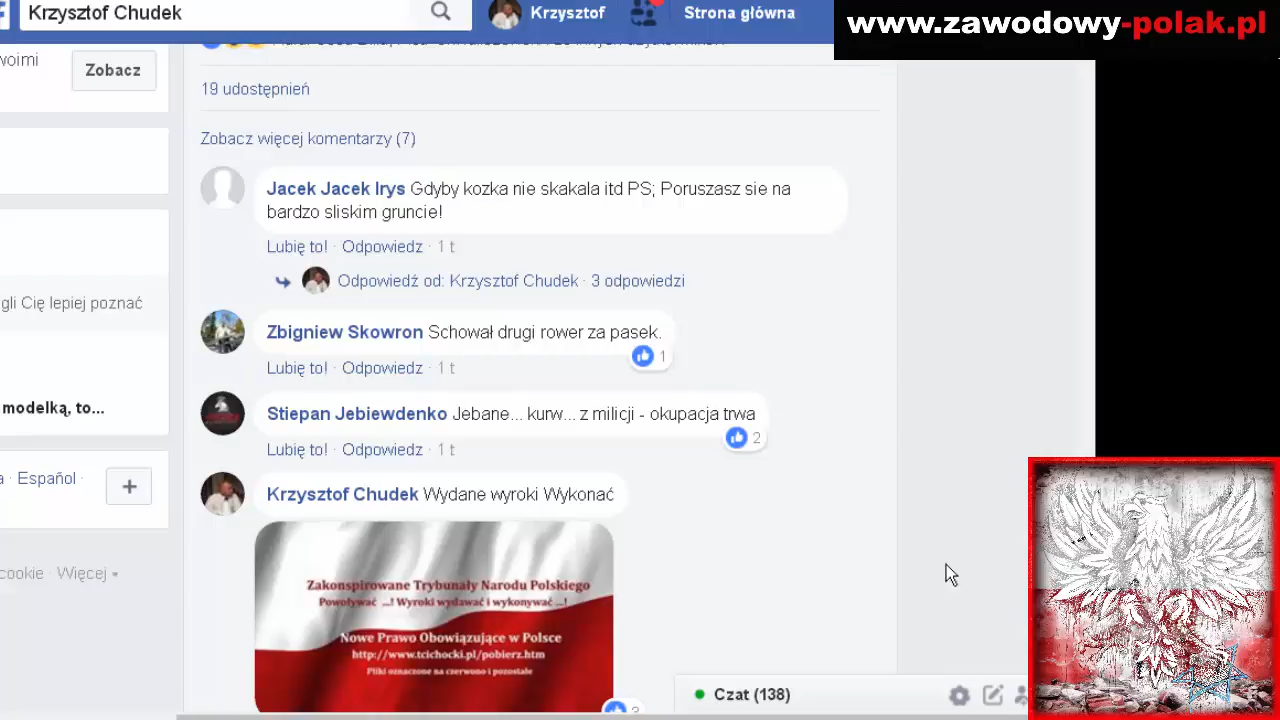 Krzysztof Chudek
Krzysztof
Strona główna
www.zawodowy-polak.pl
woimi
Zobacz
19 udostępnień
Zobacz więcej komentarzy (7)
Jacek Jacek Irys Gdyby kozka nie skakala itd PS; Poruszasz sie na
bardzo sliskim gruncie!
Lubię to! · Odpowiedz · 1 t
Odpowiedź od: Krzysztof Chudek · 3 odpowiedzi
gli Cię lepiej poznać
Zbigniew Skowron Schował drugi rower za pasek.
1
Lubię to! · Odpowiedz · 1 t
modelką, to...
Stiepan Jebiewdenko Jebane... kurw... z milicji - okupacja trwa
2
Lubię to! · Odpowiedz · 1 t
a · Español ·
Krzysztof Chudek Wydane wyroki Wykonać
cookie · Więcej
Zakonspirowane Trybunały Narodu Polskiego
Powoływać ...! Wyroki wydawać i wykonywać ...!
Nowe Prawo Obowiązujące w Polsce
http://www.tcichocki.pl/pobierz.htm
Pliki oznaczone na czerwono i pozostałe
Czat (138)